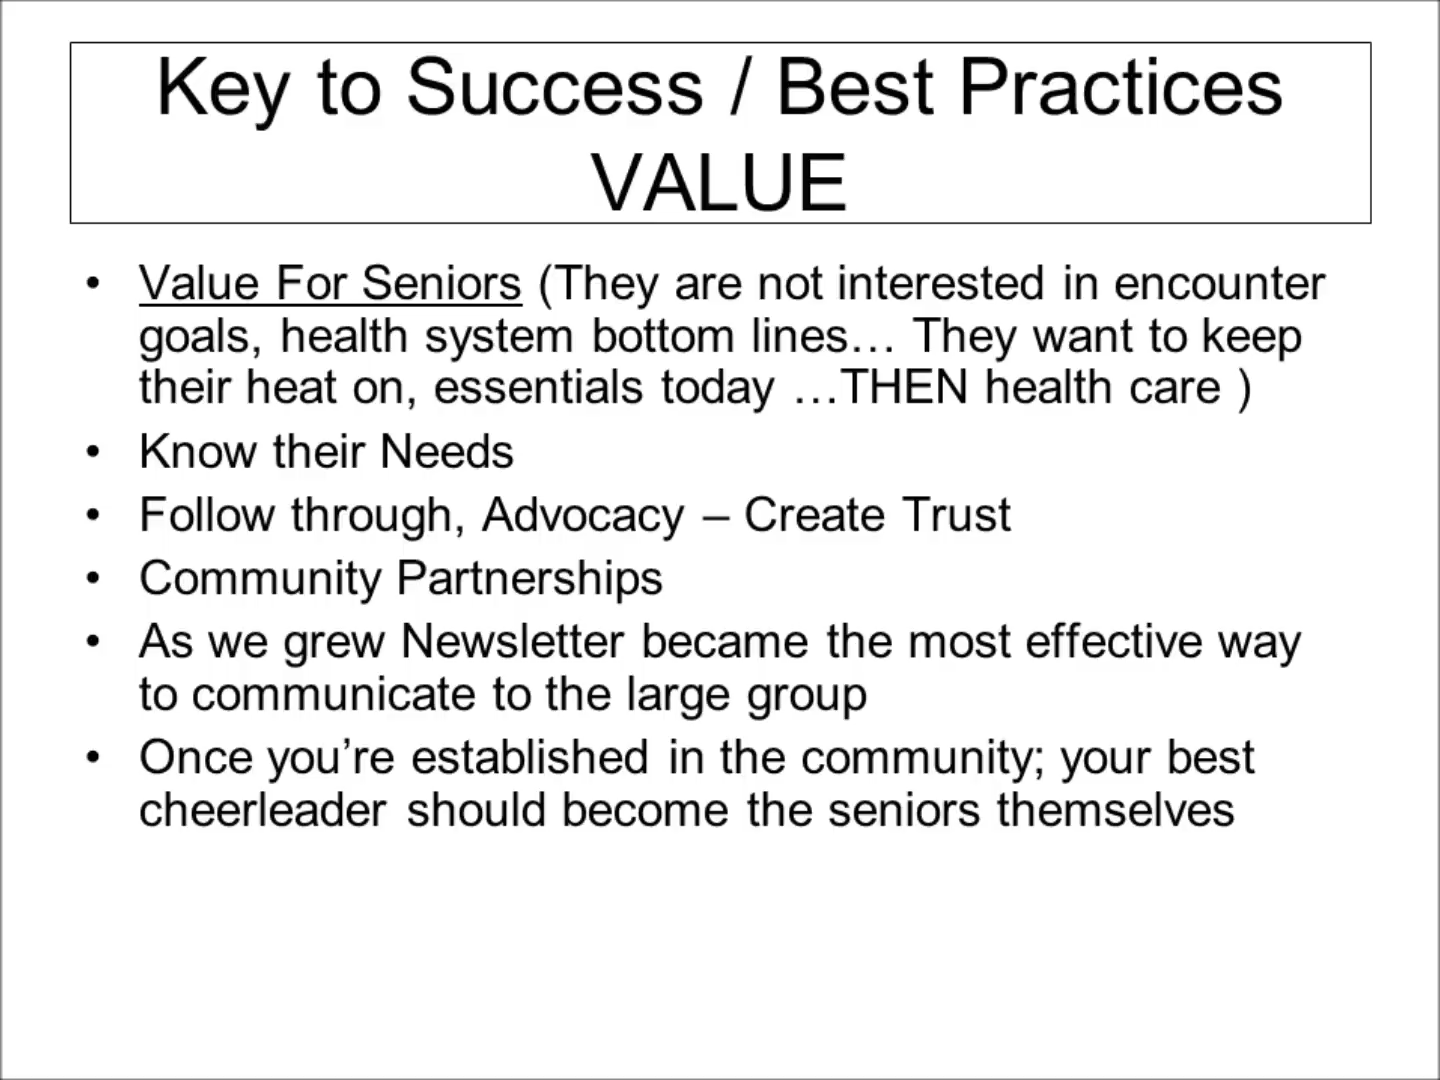 Key to Success / Best Practices
VALUE
• Value For Seniors (They are not interested in encounter
goals, health system bottom lines… They want to keep
their heat on, essentials today …THEN health care )
• Know their Needs
• Follow through, Advocacy – Create Trust
• Community Partnerships
• As we grew Newsletter became the most effective way
to communicate to the large group
• Once you’re established in the community; your best
cheerleader should become the seniors themselves